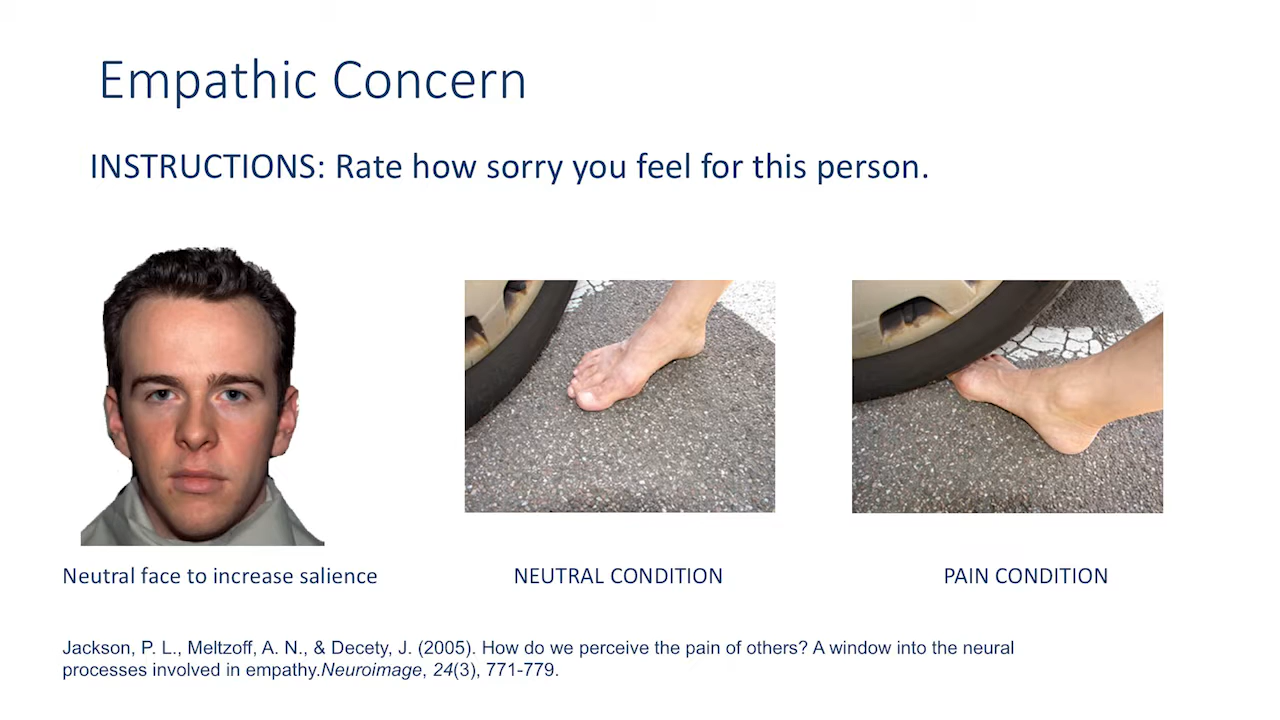 Empathic Concern
INSTRUCTIONS: Rate how sorry you feel for this person.
Neutral face to increase salience
NEUTRAL CONDITION
PAIN CONDITION
Jackson, P. L., Meltzoff, A. N., & Decety, J. (2005). How do we perceive the pain of others? A window into the neural
processes involved in empathy.Neuroimage, 24(3), 771-779.